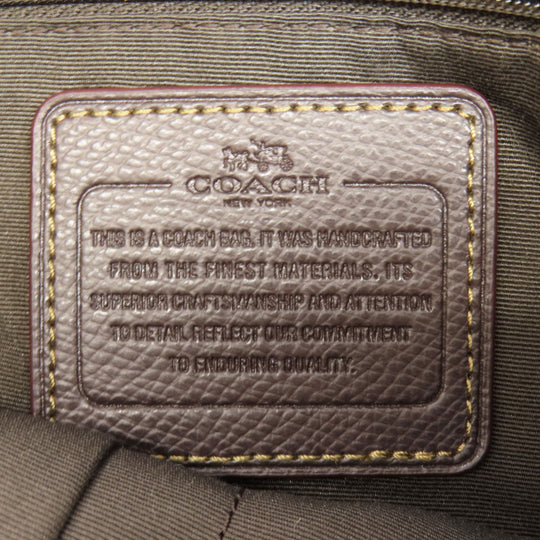 COACH
NEW YORK
THIS IS A COACH BAG. IT WAS HANDCRAFTED
FROM THE FINEST MATERIALS. ITS
SUPERIOR CRAFTSMANSHIP AND ATTENTION
TO DETAIL REFLECT OUR COMMITMENT
TO ENDURING QUALITY.